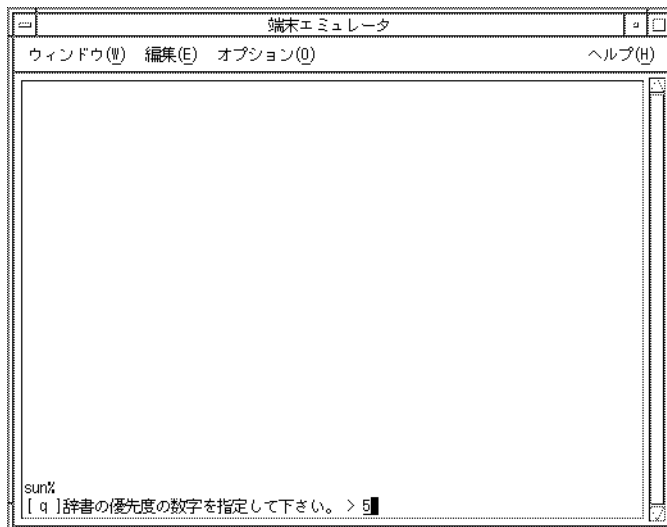 端末エミュレータ
ウィンドウ(W) 編集(E) オプション(O) ヘルプ(H)
sun%
[ q ]辞書の優先度の数字を指定して下さい。 > 5